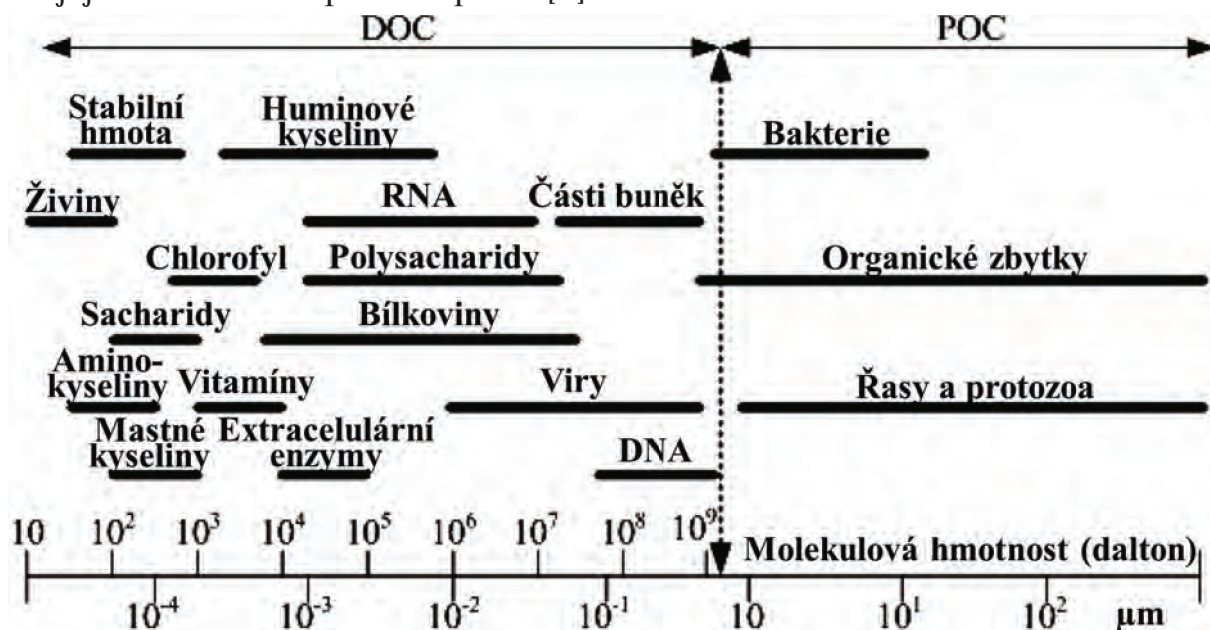 DOC POC
Stabilní
hmota
Huminové
kyseliny
Bakterie
Živiny RNA Části buněk
Chlorofyl Polysacharidy Organické zbytky
Sacharidy Bílkoviny
Amino-
kyseliny Vitamíny Viry Řasy a protozoa
Mastné
kyseliny
Extracelulární
enzymy
DNA
10 10² 10³ 10⁴ 10⁵ 10⁶ 10⁷ 10⁸ 10⁹
Molekulová hmotnost (dalton)
10⁻⁴ 10⁻³ 10⁻² 10⁻¹ 10⁰ 10¹ 10² µm